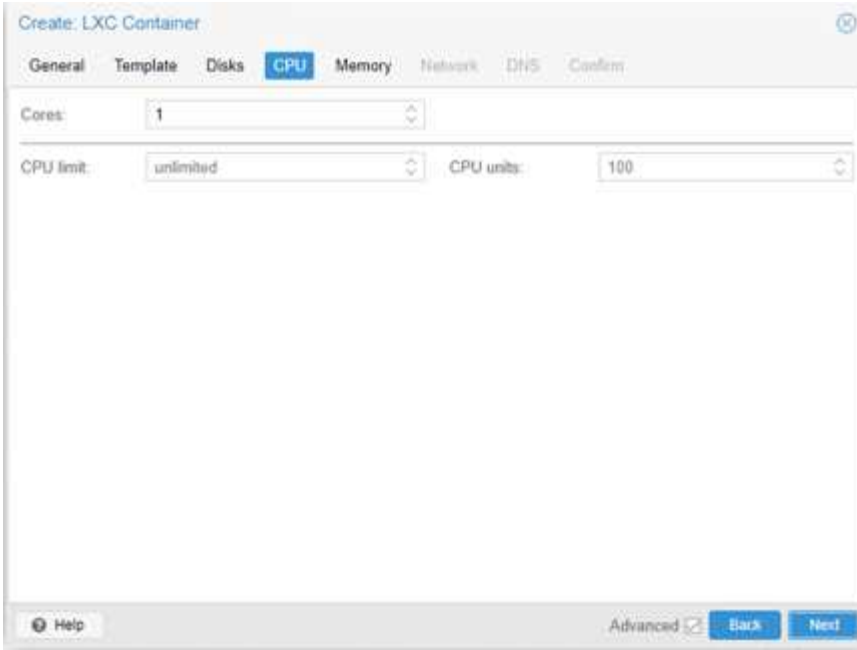 Create: LXC Container
General Template Disks CPU Memory Network DNS Confirm
Cores: 1
CPU limit: unlimited CPU units: 100
Help Advanced Back Next